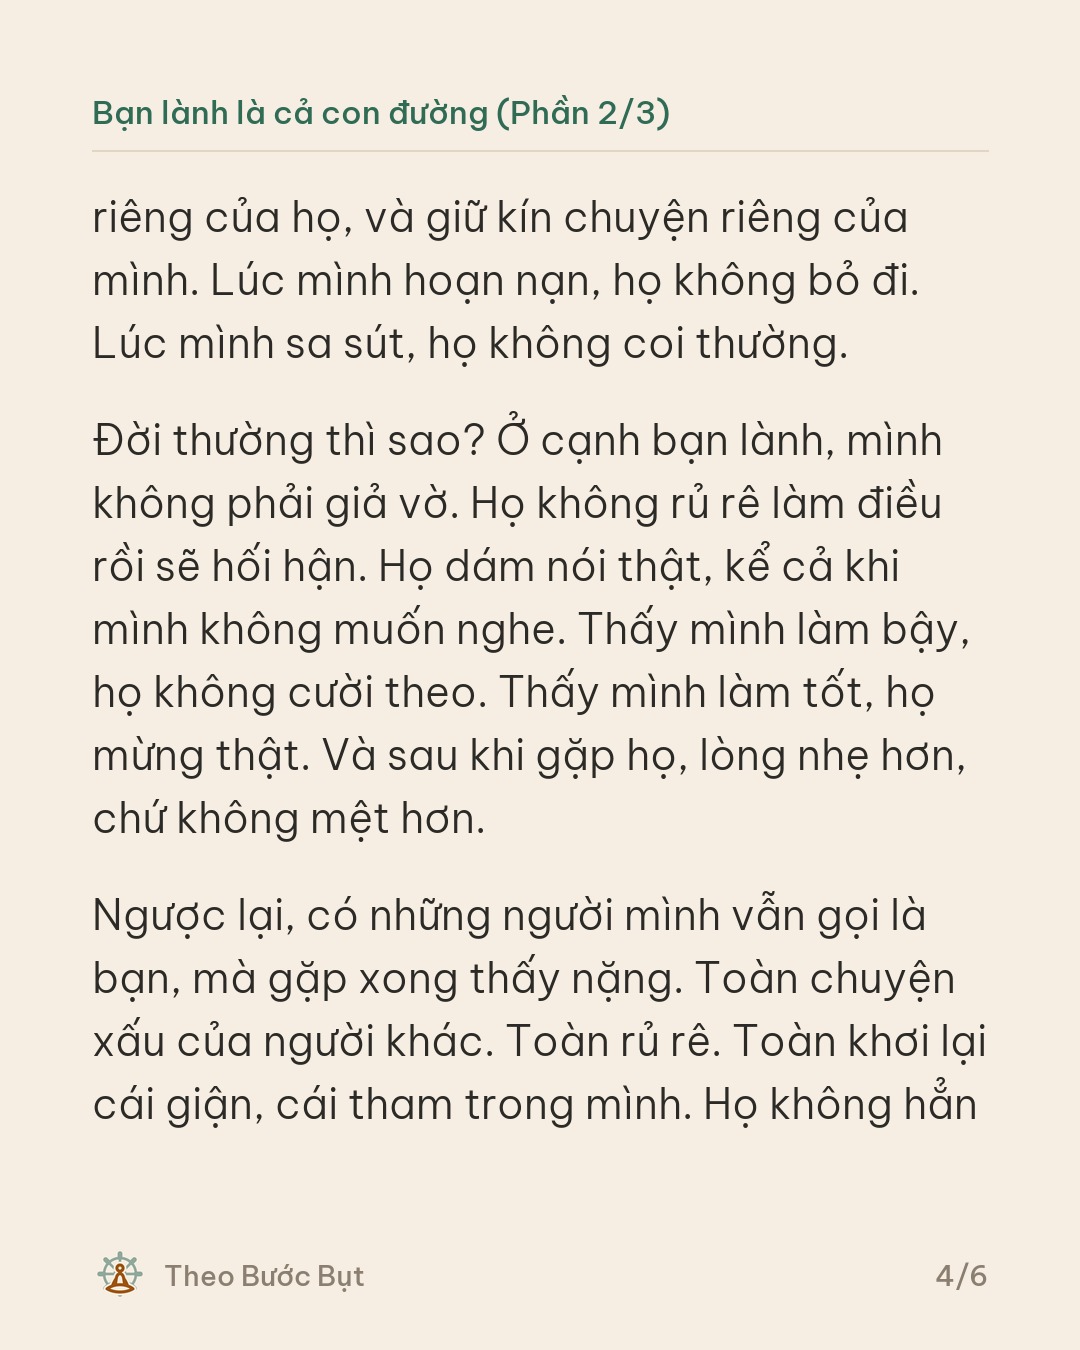 Bạn lành là cả con đường (Phần 2/3)
riêng của họ, và giữ kín chuyện riêng của
mình. Lúc mình hoạn nạn, họ không bỏ đi.
Lúc mình sa sút, họ không coi thường.
Đời thường thì sao? Ở cạnh bạn lành, mình
không phải giả vờ. Họ không rủ rê làm điều
rồi sẽ hối hận. Họ dám nói thật, kể cả khi
mình không muốn nghe. Thấy mình làm bậy,
họ không cười theo. Thấy mình làm tốt, họ
mừng thật. Và sau khi gặp họ, lòng nhẹ hơn,
chứ không mệt hơn.
Ngược lại, có những người mình vẫn gọi là
bạn, mà gặp xong thấy nặng. Toàn chuyện
xấu của người khác. Toàn rủ rê. Toàn khơi lại
cái giận, cái tham trong mình. Họ không hẳn
Theo Bước Bụt
4/6